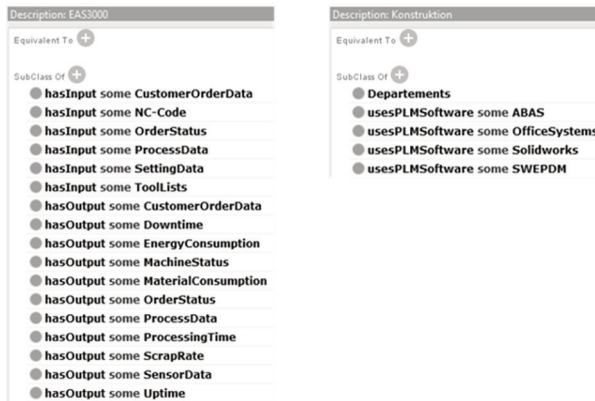 Description: EAS3000
Equivalent To
SubClass Of
hasInput some CustomerOrderData
hasInput some NC-Code
hasInput some OrderStatus
hasInput some ProcessData
hasInput some SettingData
hasInput some ToolLists
hasOutput some CustomerOrderData
hasOutput some Downtime
hasOutput some EnergyConsumption
hasOutput some MachineStatus
hasOutput some MaterialConsumption
hasOutput some OrderStatus
hasOutput some ProcessData
hasOutput some ProcessingTime
hasOutput some ScrapRate
hasOutput some SensorData
hasOutput some Uptime
Description: Konstruktion
Equivalent To
SubClass Of
Departements
usesPLMSoftware some ABAS
usesPLMSoftware some OfficeSystems
usesPLMSoftware some Solidworks
usesPLMSoftware some SWEPDM